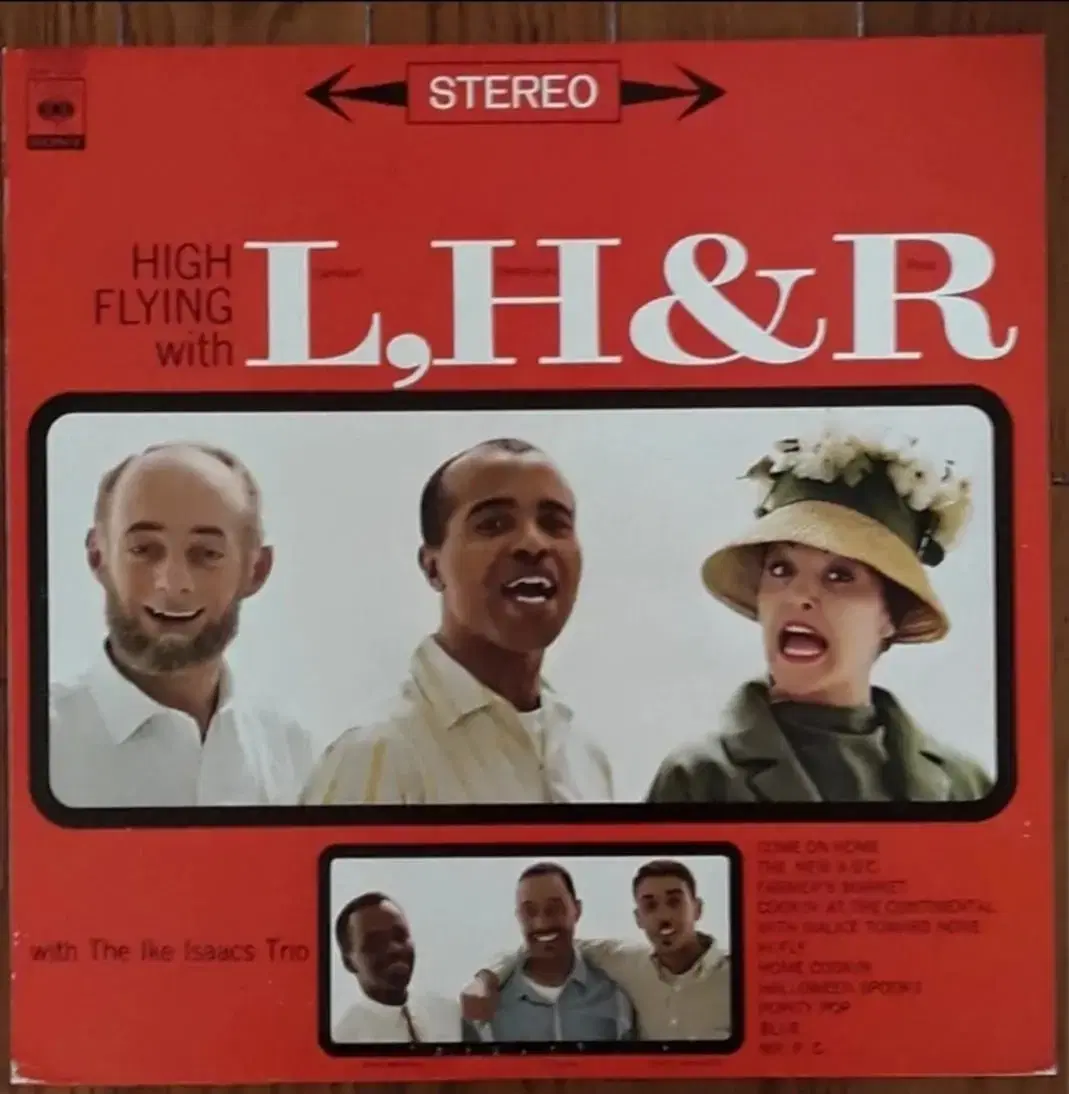 STEREO
HIGH
FLYING
with
L,H&R
with The Ike Isaacs Trio
COME ON HOME
THE NEW A.B.C.
FARMER'S MARKET
COOKIN' AT THE CONTINENTAL
WITH MALICE TOWARD NONE
HI-FLY
HOME COOKIN'
HALLOWEEN SPOOKS
POPITY POP
BLUE
MR. P. C.